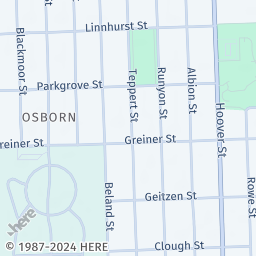 Linnhurst St
Blackmoor St
Parkgrove St
Teppert St
Runyon St
Albion St
Hoover St
OSBORN
Greiner St
reiner St
Beland St
Geitzen St
Rowe St
here
© 1987-2024 HERE
Clough St